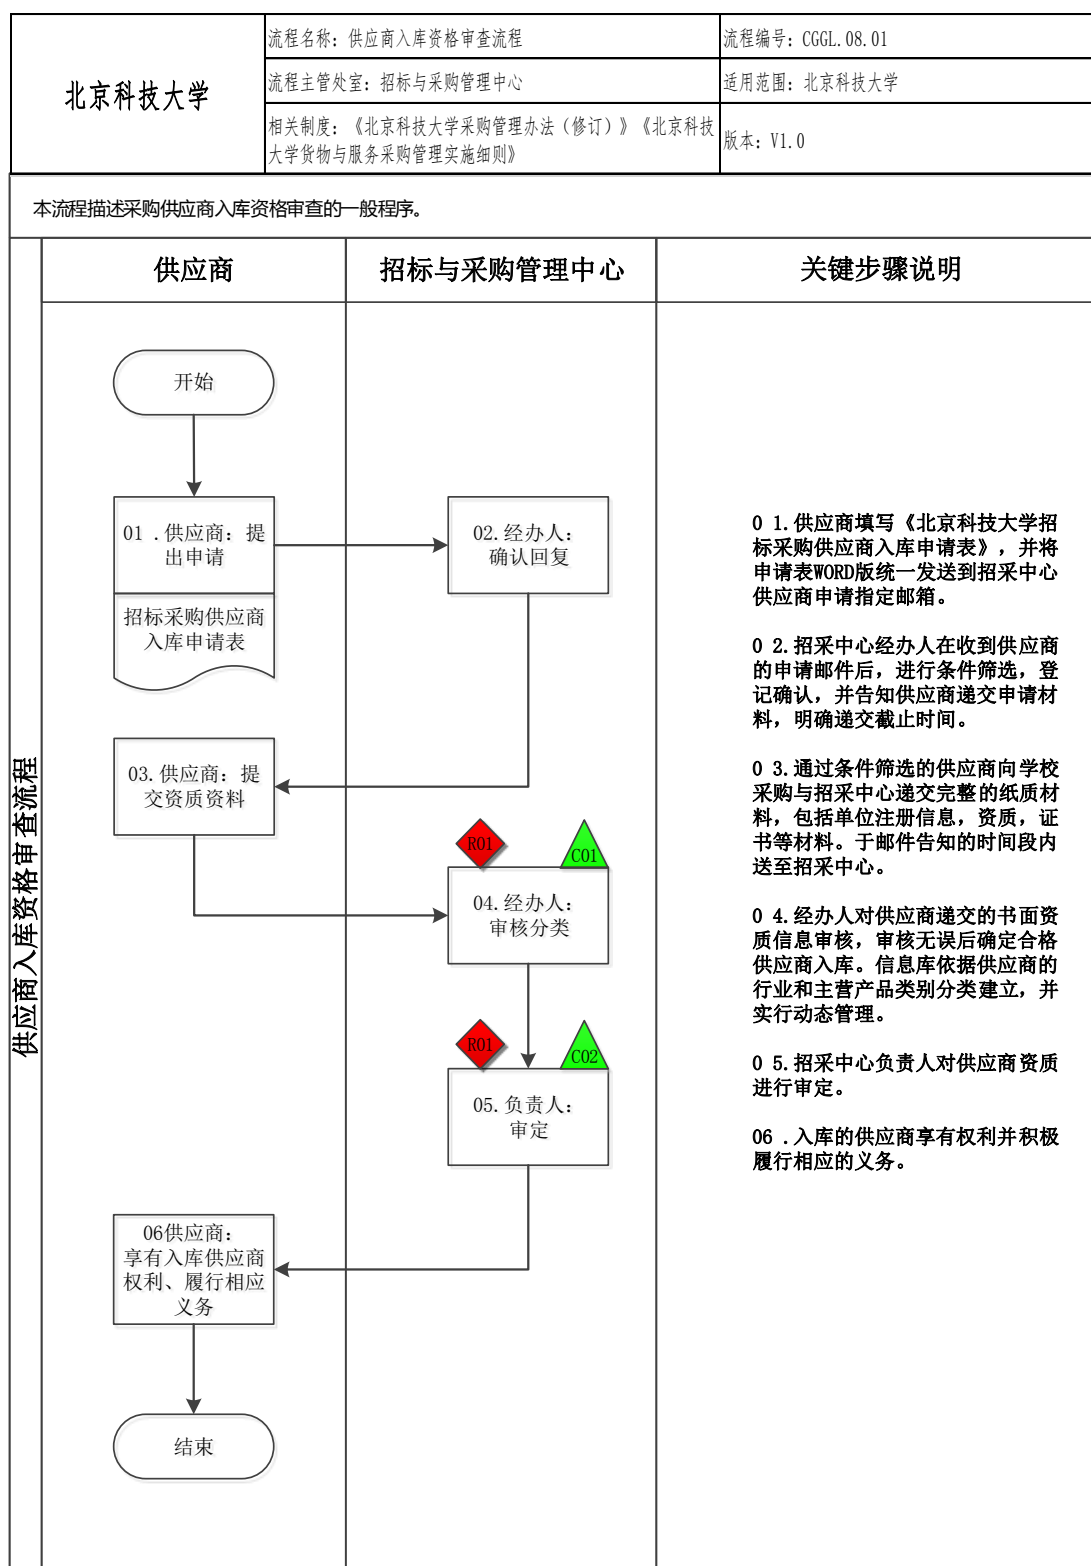 北京科技大学
流程名称：供应商入库资格审查流程
流程编号：CGGL.08.01
流程主管处室：招标与采购管理中心
适用范围：北京科技大学
相关制度：《北京科技大学采购管理办法（修订）》《北京科技
大学货物与服务采购管理实施细则》
版本：V1.0
本流程描述采购供应商入库资格审查的一般程序。
供应商入库资格审查流程
供应商
招标与采购管理中心
关键步骤说明
开始
01 .供应商：提
出申请
招标采购供应商
入库申请表
02.经办人：
确认回复
03.供应商：提
交资质资料
R01
C01
04.经办人：
审核分类
R01
C02
05.负责人：
审定
06供应商：
享有入库供应商
权利、履行相应
义务
结束
0 1.供应商填写《北京科技大学招
标采购供应商入库申请表》，并将
申请表WORD版统一发送到招采中心
供应商申请指定邮箱。
0 2.招采中心经办人在收到供应商
的申请邮件后，进行条件筛选，登
记确认，并告知供应商递交申请材
料，明确递交截止时间。
0 3.通过条件筛选的供应商向学校
采购与招采中心递交完整的纸质材
料，包括单位注册信息，资质，证
书等材料。于邮件告知的时间段内
送至招采中心。
0 4.经办人对供应商递交的书面资
质信息审核，审核无误后确定合格
供应商入库。信息库依据供应商的
行业和主营产品类别分类建立，并
实行动态管理。
0 5.招采中心负责人对供应商资质
进行审定。
06 .入库的供应商享有权利并积极
履行相应的义务。